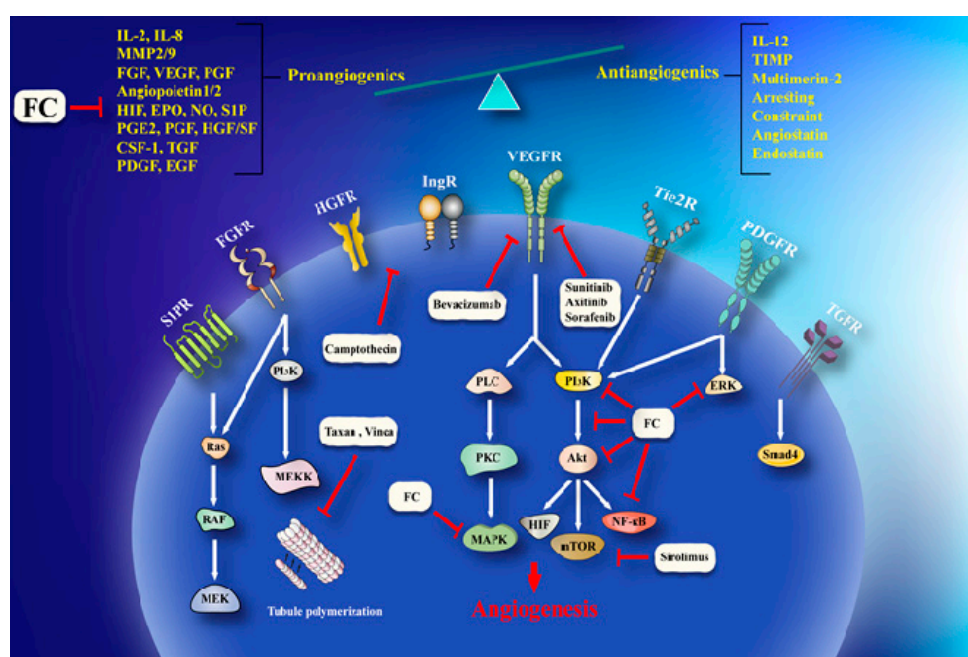 IL-2, IL-8
MMP2/9
FGF, VEGF, PGF
Angiopoietin1/2
HIF, EPO, NO, S1P
PGE2, PGF, HGF/SF
CSF-1, TGF
PDGF, EGF
FC
Proangiogenics
Antiangiogenics
IL-12
TIMP
Multimerin-2
Arresting
Constraint
Angiostatin
Endostatin
S1PR
FGFR
HGFR
IngR
VEGFR
Tie2R
PDGFR
TGFR
Bevacizumab
Sunitinib
Axitinib
Sorafenib
Camptothecin
PI3K
PLC
PI3K
ERK
FC
Taxan , Vinca
Ras
PKC
Akt
Smad4
MEKK
FC
RAF
MAPK
HIF
mTOR
NF-κB
Sirolimus
MEK
Tubule polymerization
Angiogenesis